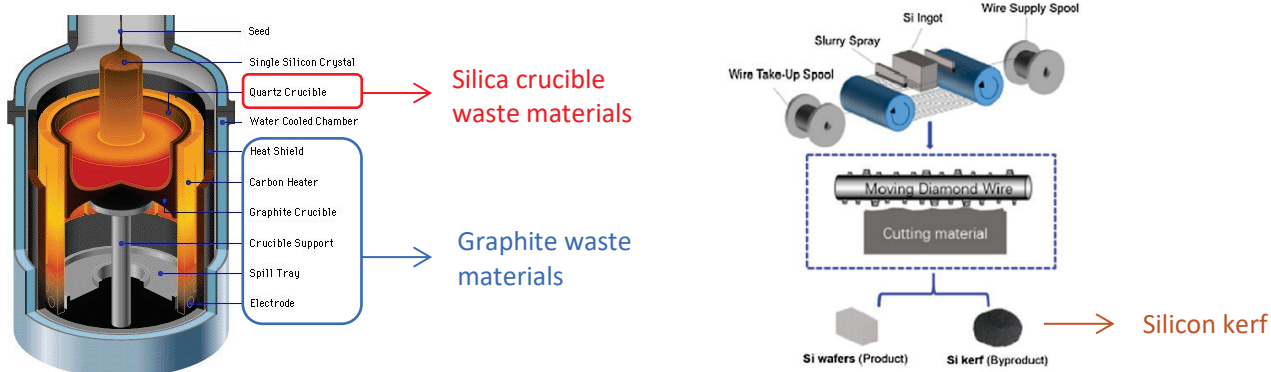 Seed
Single Silicon Crystal
Quartz Crucible
Water Cooled Chamber
Heat Shield
Carbon Heater
Graphite Crucible
Crucible Support
Spill Tray
Electrode
Silica crucible
waste materials
Graphite waste
materials
Wire Supply Spool
Si Ingot
Slurry Spray
Wire Take-Up Spool
Moving Diamond Wire
Cutting material
Si wafers (Product)
Si kerf (Byproduct)
Silicon kerf